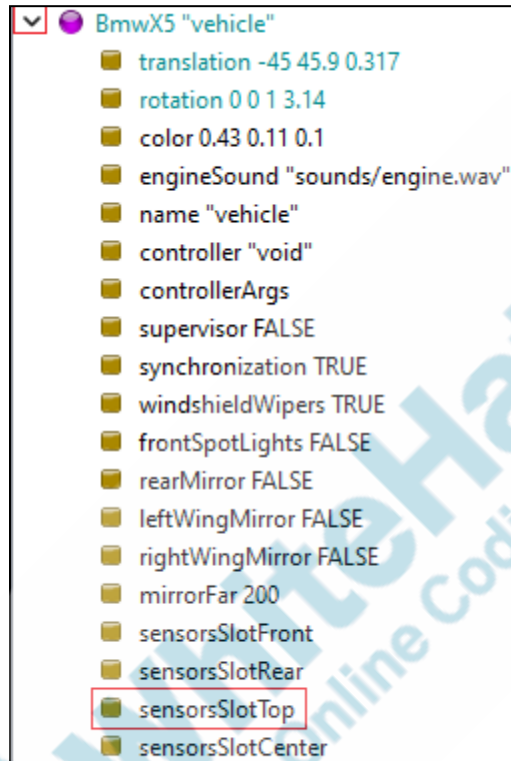 BmwX5 "vehicle"
translation -45 45.9 0.317
rotation 0 0 1 3.14
color 0.43 0.11 0.1
engineSound "sounds/engine.wav"
name "vehicle"
controller "void"
controllerArgs
supervisor FALSE
synchronization TRUE
windshieldWipers TRUE
frontSpotLights FALSE
rearMirror FALSE
leftWingMirror FALSE
rightWingMirror FALSE
mirrorFar 200
sensorsSlotFront
sensorsSlotRear
sensorsSlotTop
sensorsSlotCenter